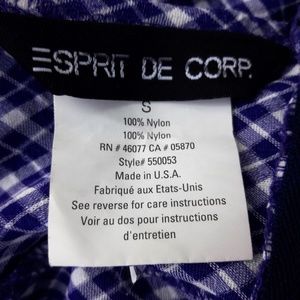 ESPRIT DE CORP.
S
100% Nylon
100% Nylon
RN # 46077 CA # 05870
Style# 550053
Made in U.S.A.
Fabriqué aux Etats-Unis
See reverse for care instructions
Voir au dos pour instructions
d'entretien